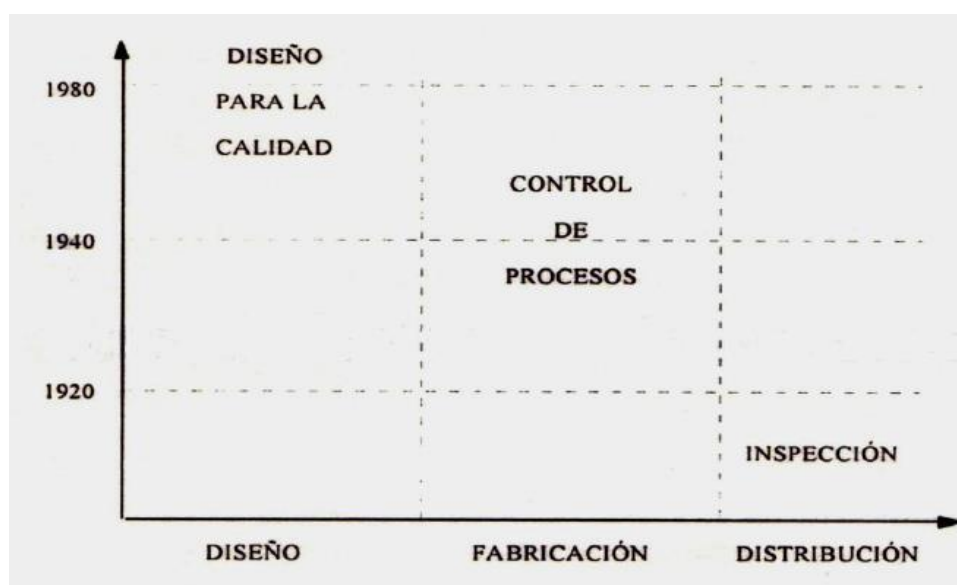 DISEÑO
PARA LA
CALIDAD
1980
CONTROL
DE
PROCESOS
1940
1920
INSPECCIÓN
DISEÑO FABRICACIÓN DISTRIBUCIÓN